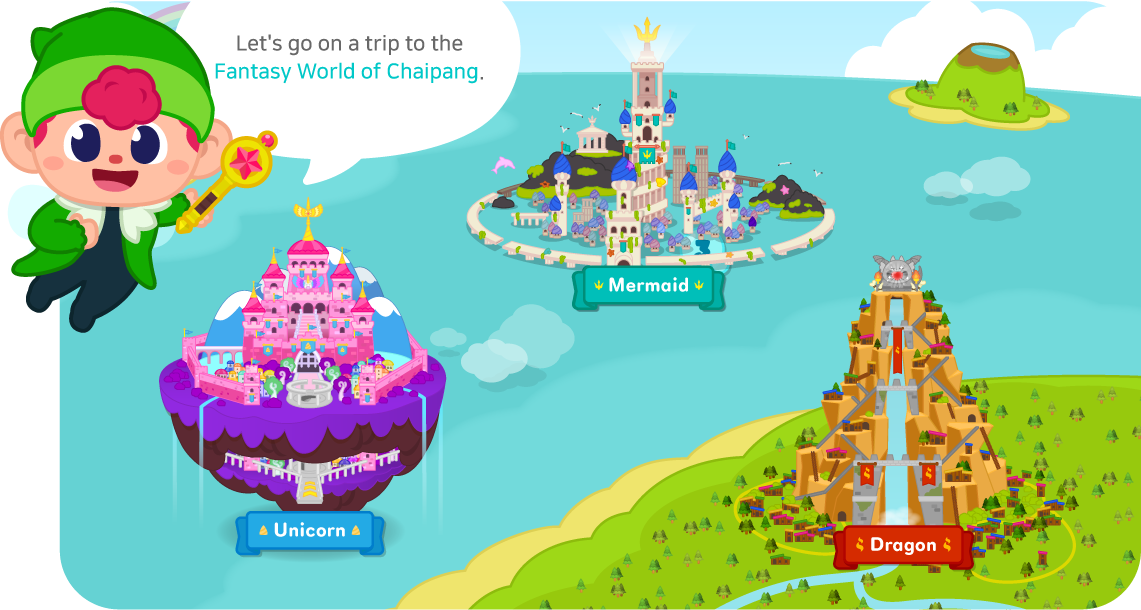 Let's go on a trip to the
Fantasy World of Chaipang.
Mermaid
Unicorn
Dragon